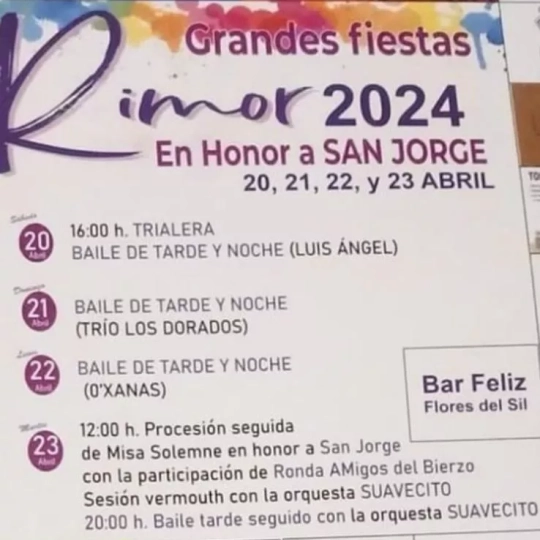 Grandes fiestas
Rimor 2024
En Honor a SAN JORGE
20, 21, 22, y 23 ABRIL
Sábado
20
Abril
16:00 h. TRIALERA
BAILE DE TARDE Y NOCHE (LUIS ÁNGEL)
Domingo
21
Abril
BAILE DE TARDE Y NOCHE
(TRÍO LOS DORADOS)
Lunes
22
Abril
BAILE DE TARDE Y NOCHE
(O'XANAS)
Martes
23
Abril
12:00 h. Procesión seguida
de Misa Solemne en honor a San Jorge
con la participación de Ronda AMigos del Bierzo
Sesión vermouth con la orquesta SUAVECITO
20:00 h. Baile tarde seguido con la orquesta SUAVECITO
Bar Feliz
Flores del Sil